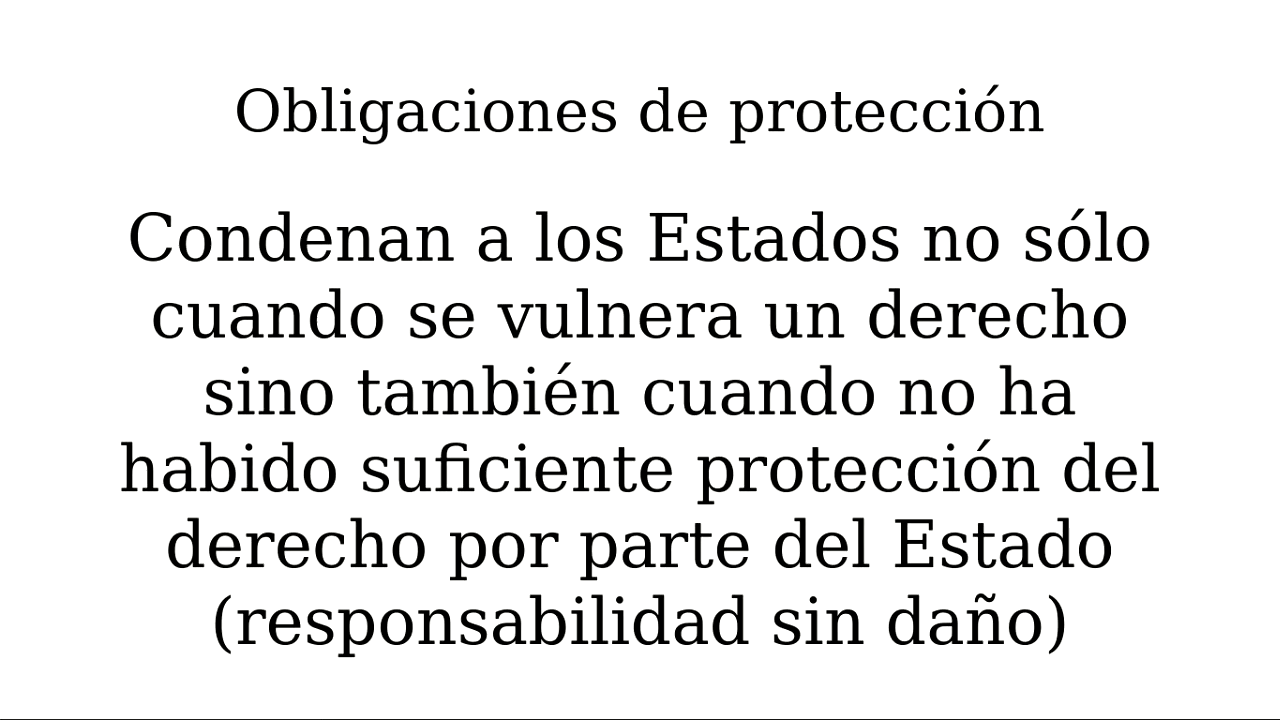 Obligaciones de protección
Condenan a los Estados no sólo
cuando se vulnera un derecho
sino también cuando no ha
habido suficiente protección del
derecho por parte del Estado
(responsabilidad sin daño)